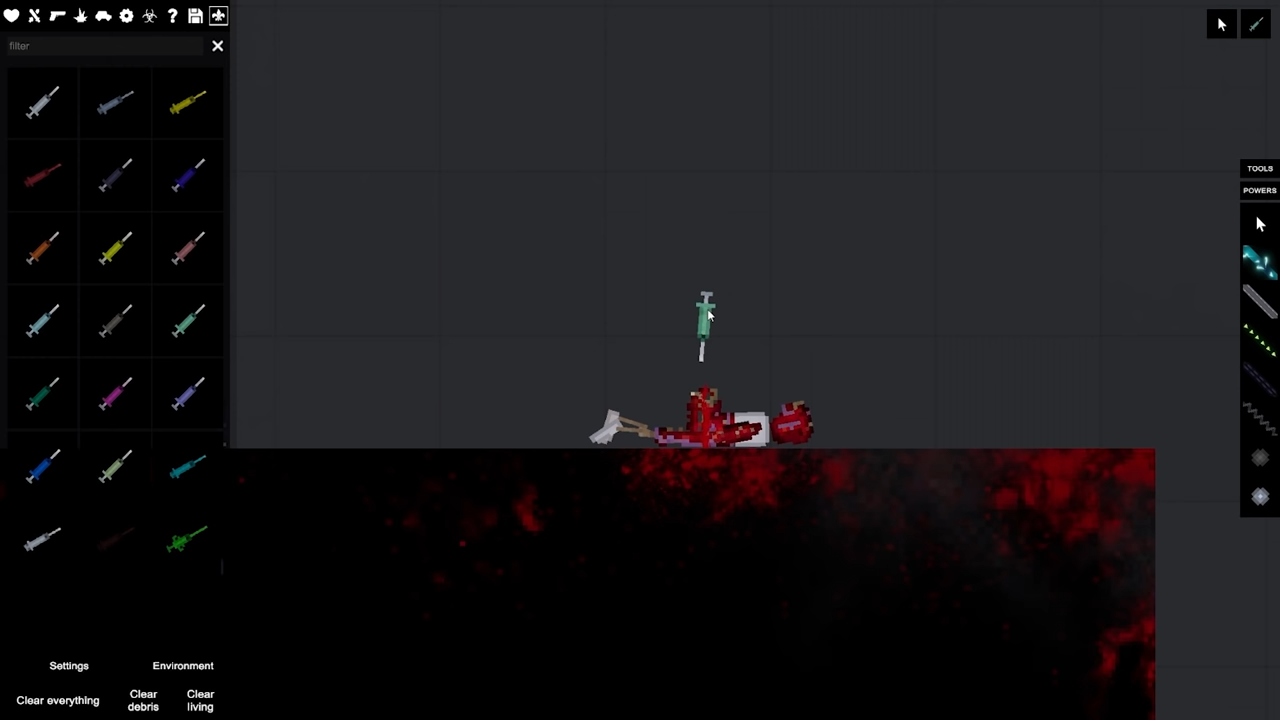 filter
TOOLS
POWERS
Settings
Environment
Clear everything
Clear debris
Clear living